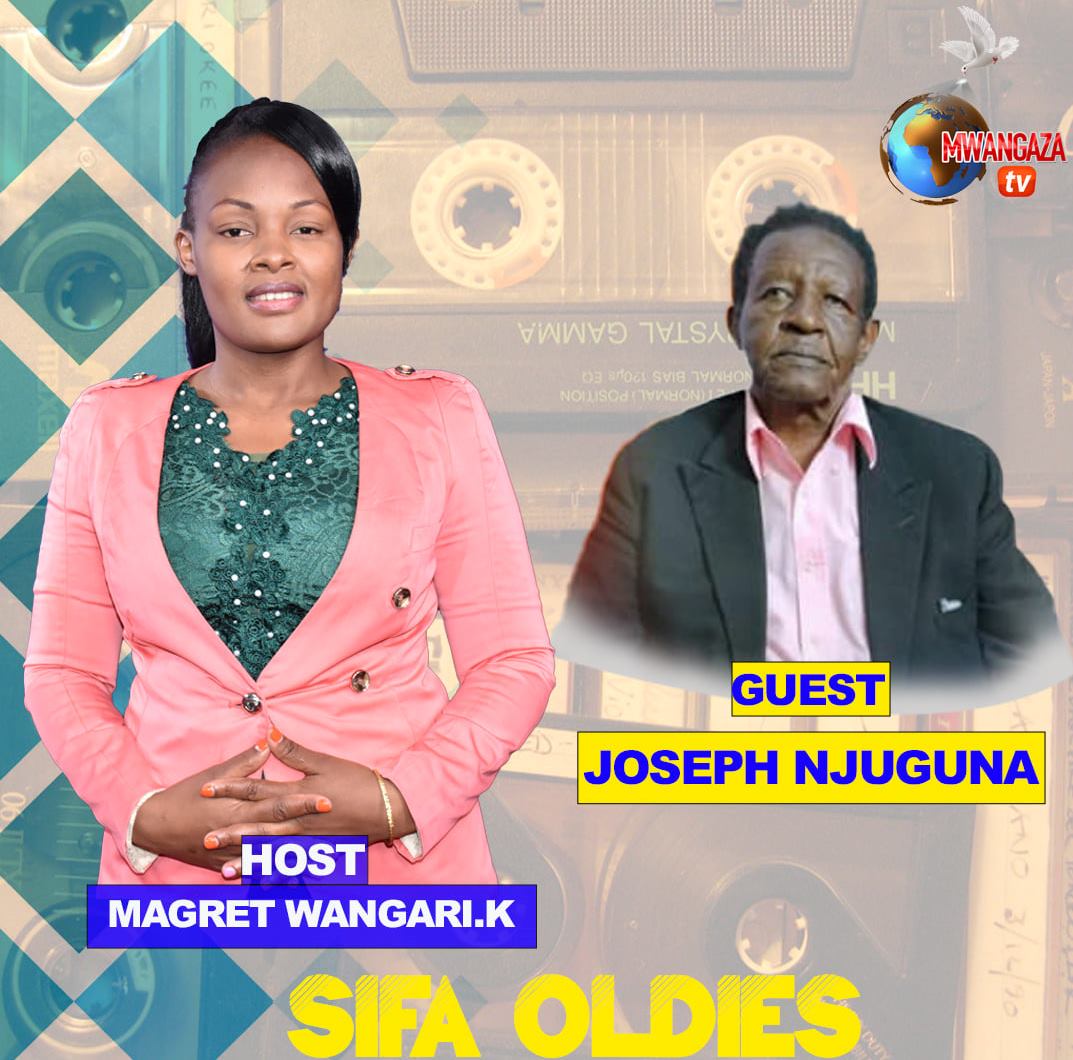 MWANGAZA
tv
GUEST
JOSEPH NJUGUNA
HOST
MAGRET WANGARI.K
SIFA OLDIES